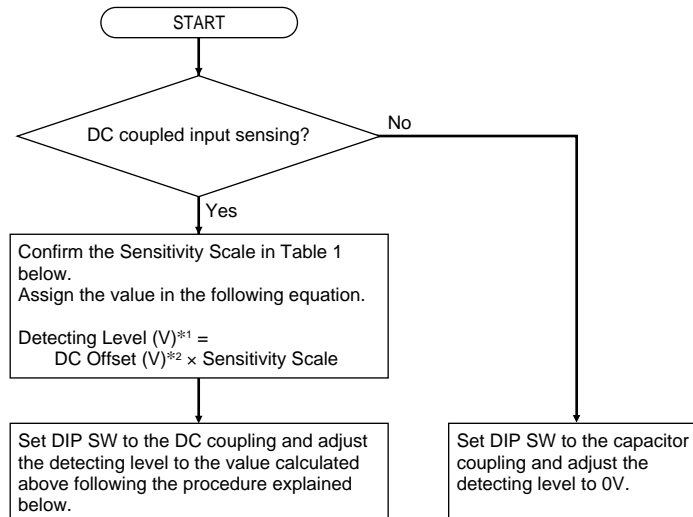 START
DC coupled input sensing?
No
Yes
Confirm the Sensitivity Scale in Table 1
below.
Assign the value in the following equation.
Detecting Level (V)*1 =
DC Offset (V)*2 × Sensitivity Scale
Set DIP SW to the DC coupling and adjust
the detecting level to the value calculated
above following the procedure explained
below.
Set DIP SW to the capacitor
coupling and adjust the
detecting level to 0V.